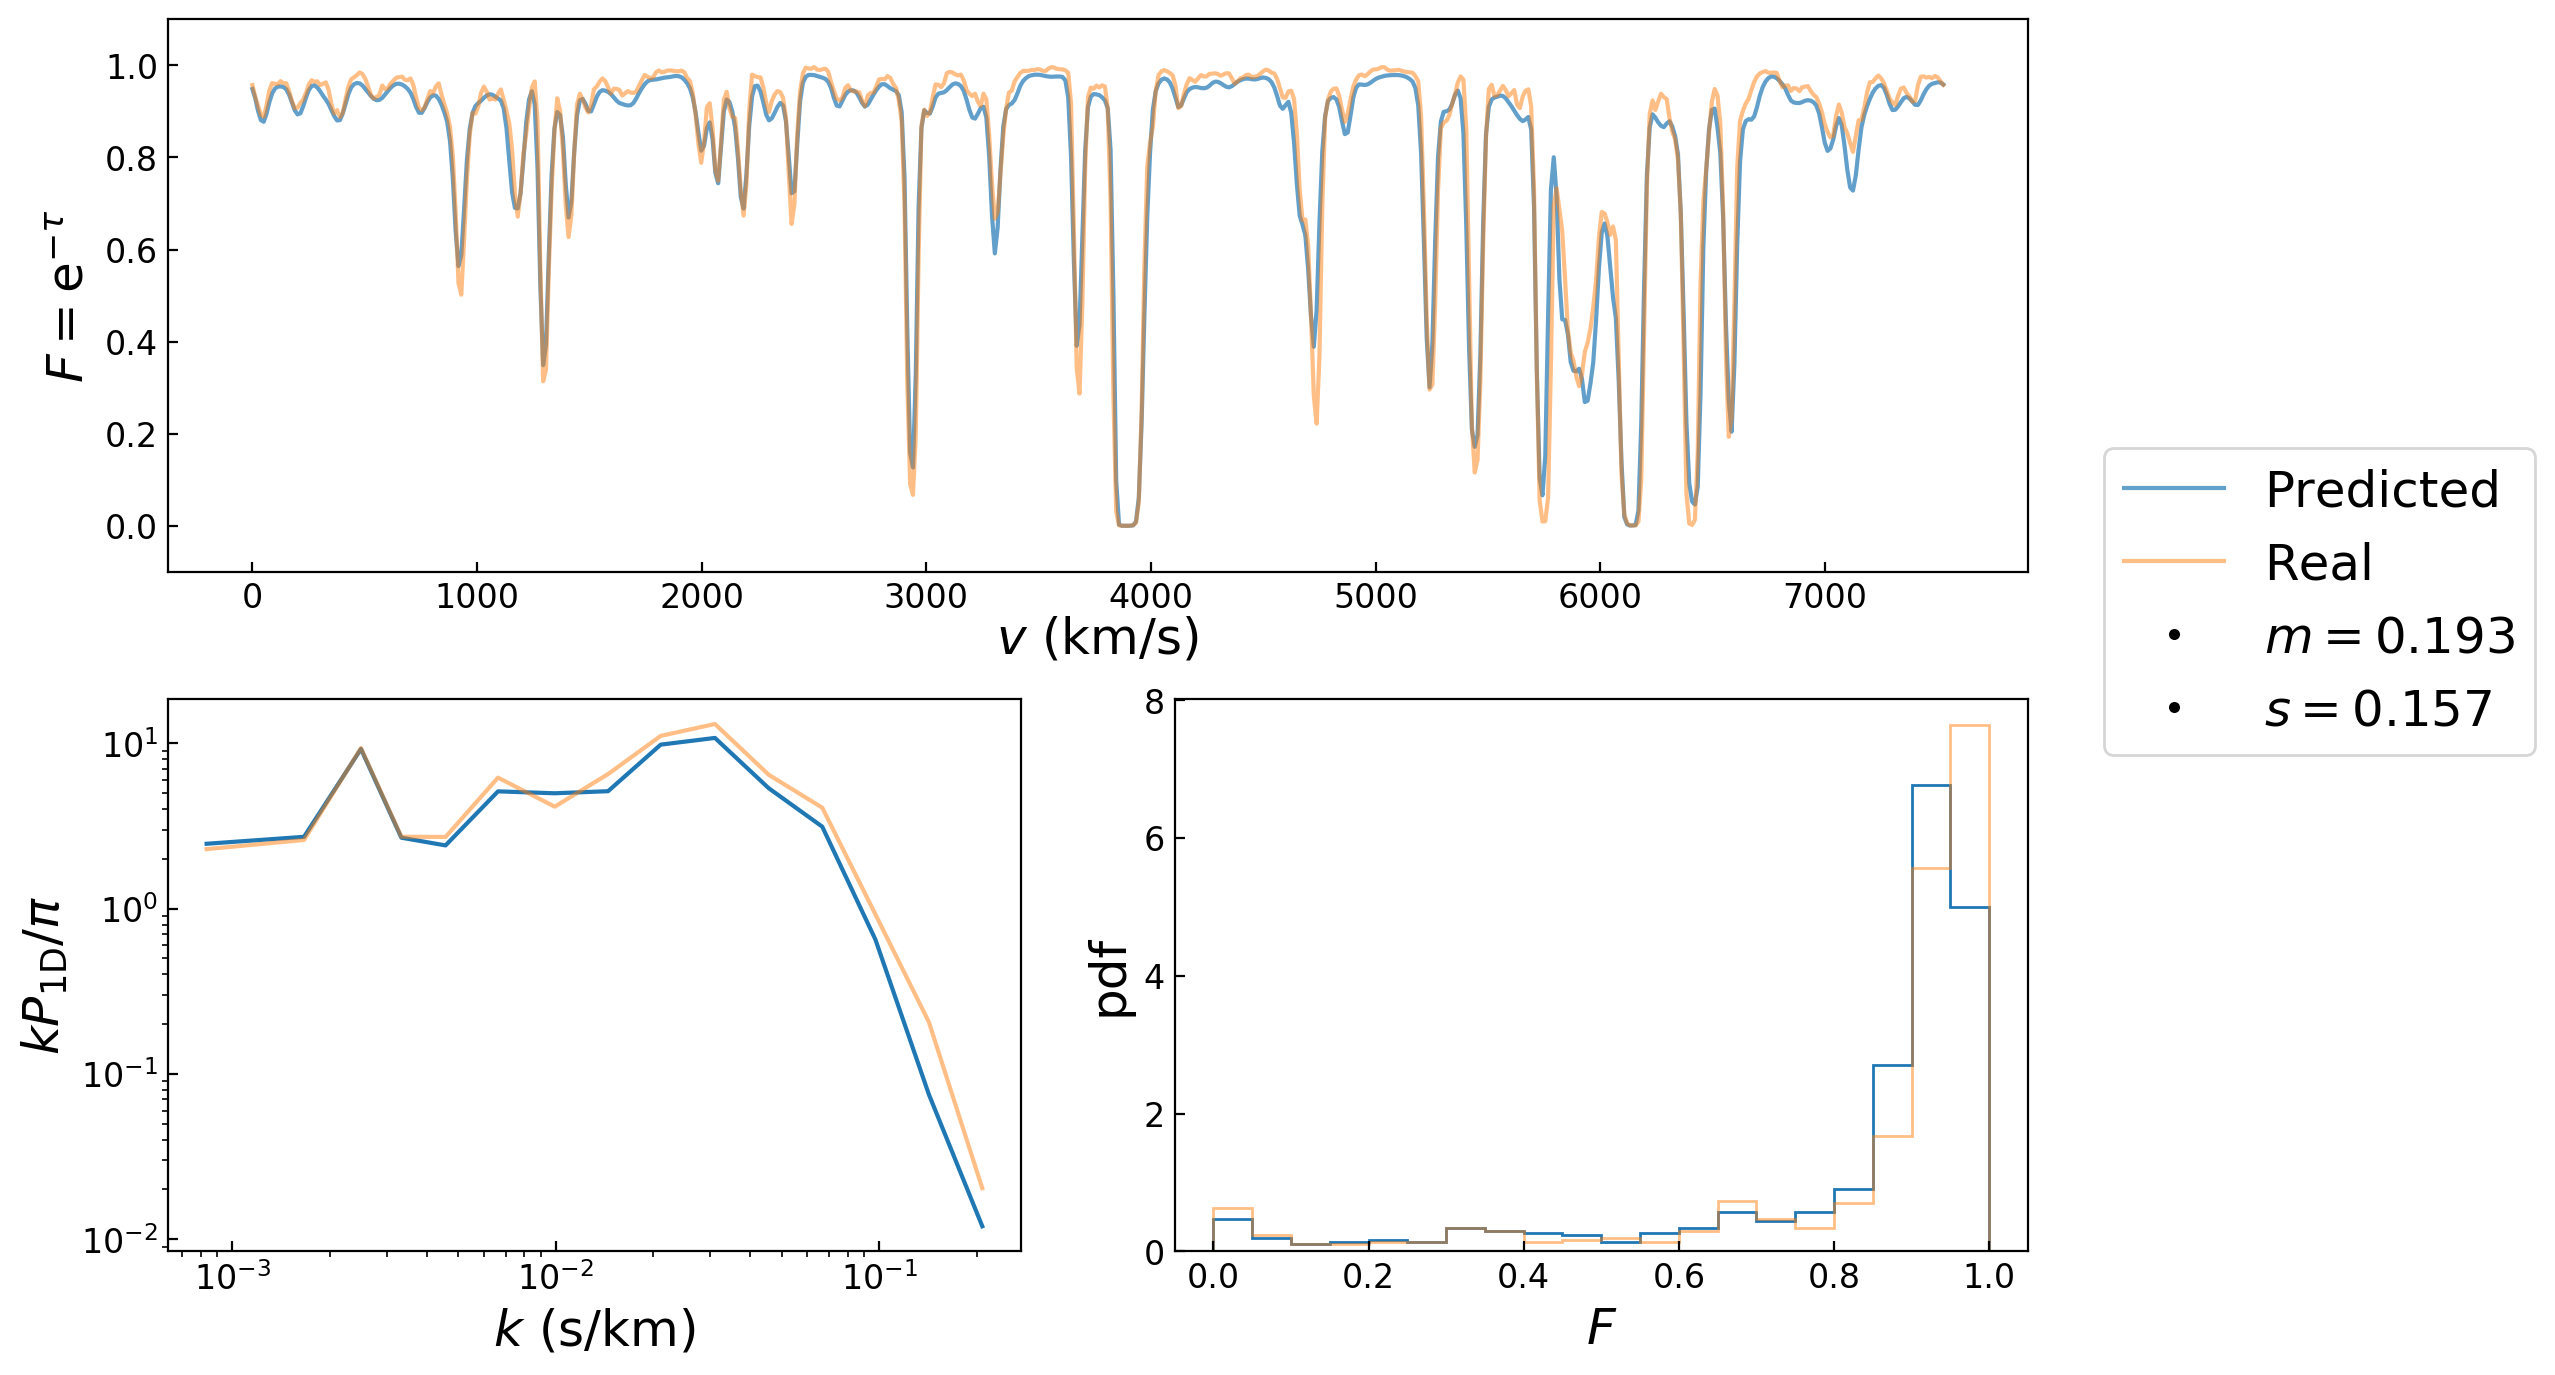 F = e^{-τ}
1.0
0.8
0.6
0.4
0.2
0.0
0 1000 2000 3000 4000 5000 6000 7000
v (km/s)
Predicted
Real
m = 0.193
s = 0.157
kP_{1D}/π
10^1
10^0
10^{-1}
10^{-2}
10^{-3} 10^{-2} 10^{-1}
k (s/km)
pdf
8
6
4
2
0
0.0 0.2 0.4 0.6 0.8 1.0
F